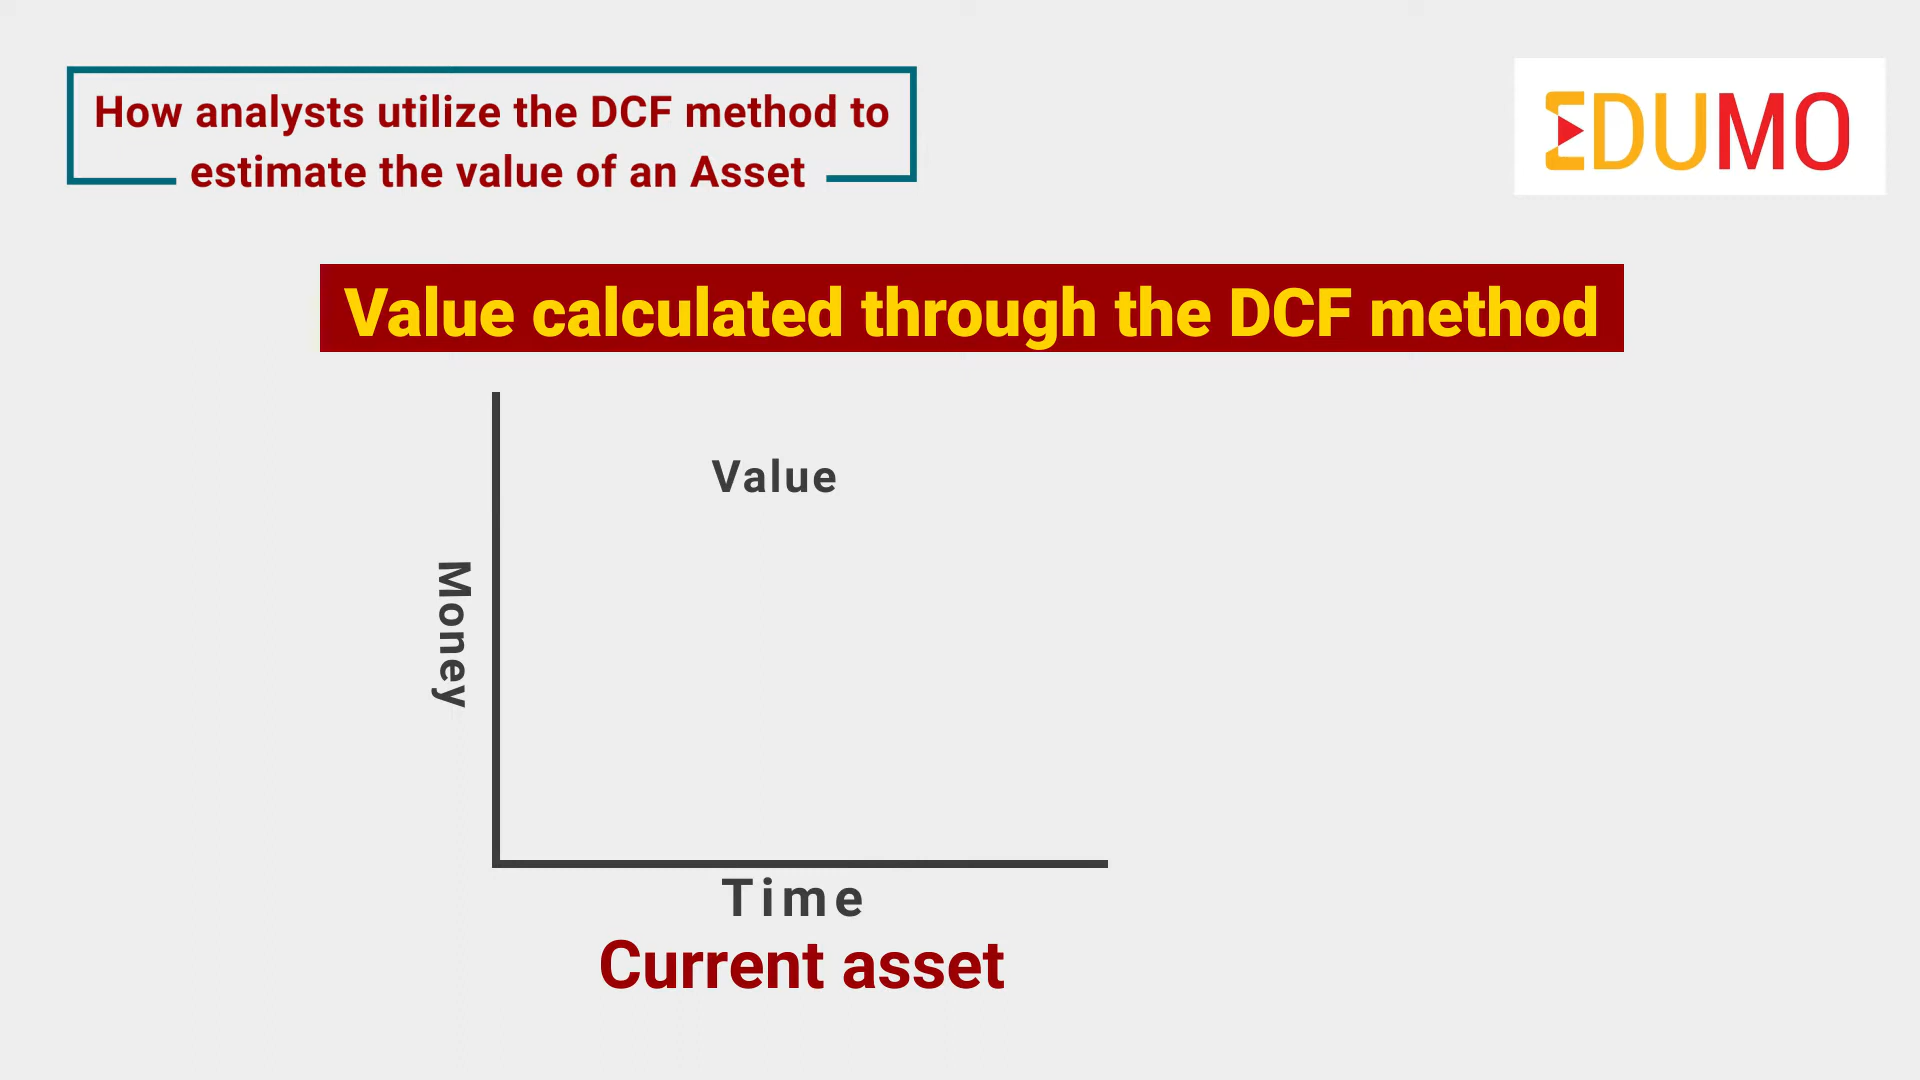 How analysts utilize the DCF method to
estimate the value of an Asset
EDUMO
Value calculated through the DCF method
Value
Money
Time
Current asset